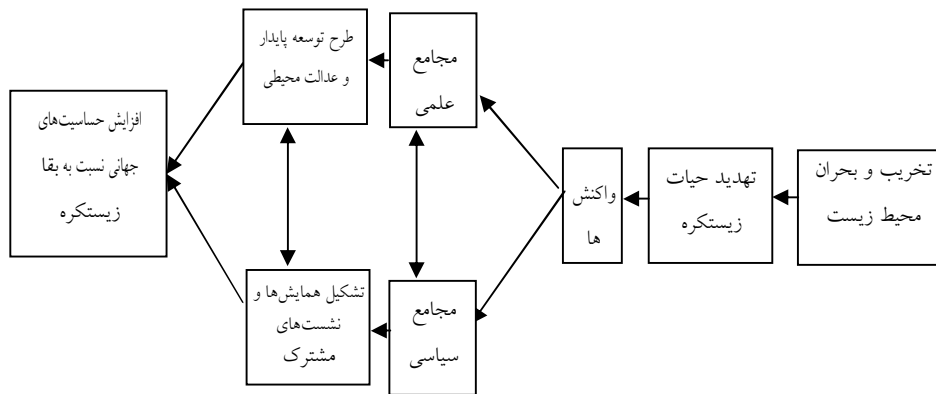 تخریب و بحران
محیط زیست
تهدید حیات
زیستکره
واکنش
ها
مجامع
علمی
طرح توسعه پایدار
و عدالت محیطی
مجامع
سیاسی
تشکیل همایش‌ها و
نشست‌های
مشترک
افزایش حساسیت‌های
جهانی نسبت به بقا
زیستکره